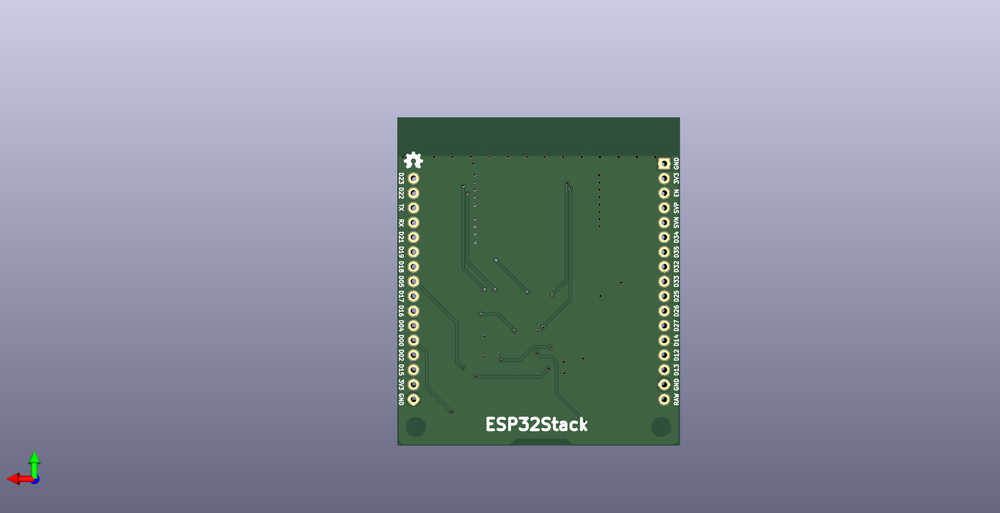 D23
D22
TX
RX
D21
D19
D18
D05
D17
D16
D04
D00
D02
D15
3V3
GND
GND
3V3
EN
SVP
SVN
D34
D35
D32
D33
D25
D26
D27
D14
D12
D13
GND
RAW
ESP32Stack